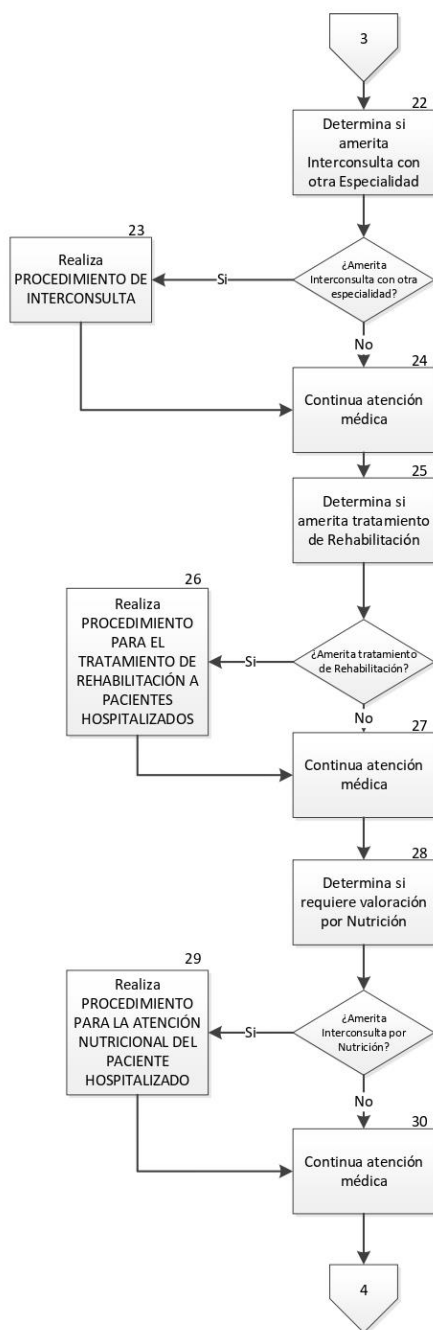 3
22
Determina si
amerita
Interconsulta con
otra Especialidad
23
Realiza
PROCEDIMIENTO DE
INTERCONSULTA
Si
¿Amerita
Interconsulta con otra
especialidad?
No
24
Continua atención
médica
25
Determina si
amerita tratamiento
de Rehabilitación
26
Realiza
PROCEDIMIENTO
PARA EL
TRATAMIENTO DE
REHABILITACIÓN A
PACIENTES
HOSPITALIZADOS
Si
¿Amerita tratamiento
de Rehabilitación?
No
27
Continua atención
médica
28
Determina si
requiere valoración
por Nutrición
29
Realiza
PROCEDIMIENTO
PARA LA ATENCIÓN
NUTRICIONAL DEL
PACIENTE
HOSPITALIZADO
Si
¿Amerita
Interconsulta por
Nutrición?
No
30
Continua atención
médica
4